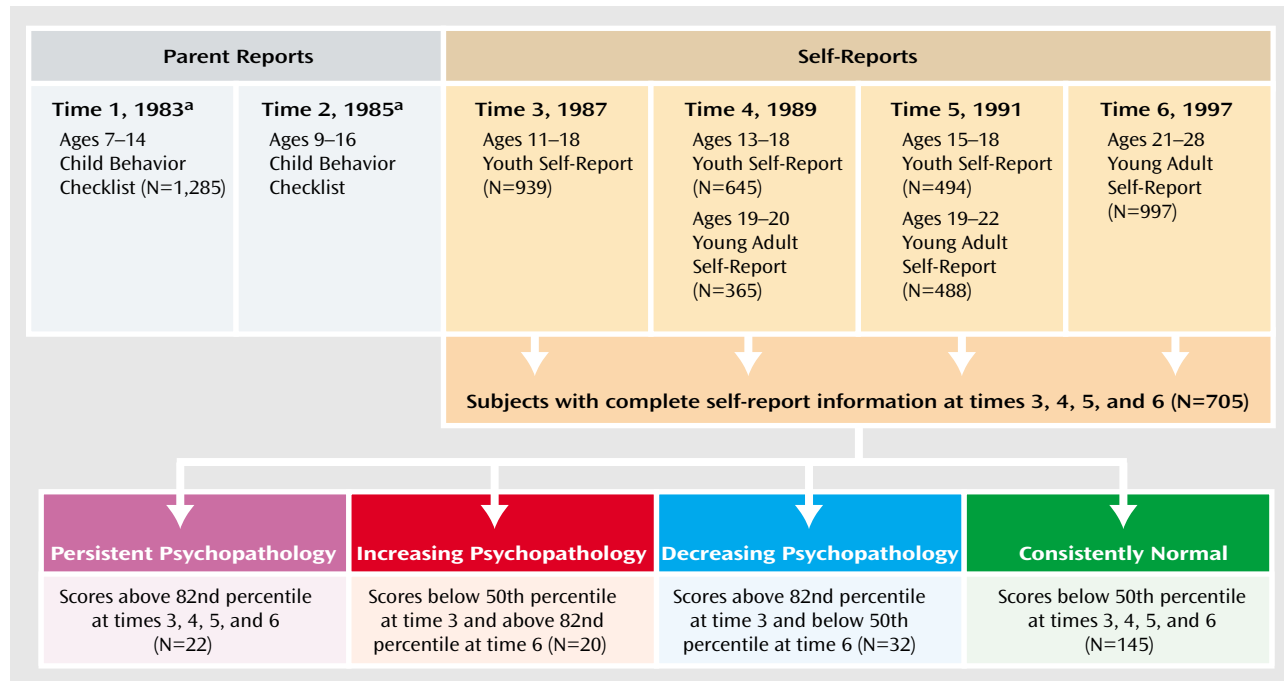 Parent Reports
Self-Reports
Time 1, 1983a
Ages 7–14
Child Behavior
Checklist (N=1,285)
Time 2, 1985a
Ages 9–16
Child Behavior
Checklist
Time 3, 1987
Ages 11–18
Youth Self-Report
(N=939)
Time 4, 1989
Ages 13–18
Youth Self-Report
(N=645)
Ages 19–20
Young Adult
Self-Report
(N=365)
Time 5, 1991
Ages 15–18
Youth Self-Report
(N=494)
Ages 19–22
Young Adult
Self-Report
(N=488)
Time 6, 1997
Ages 21–28
Young Adult
Self-Report
(N=997)
Subjects with complete self-report information at times 3, 4, 5, and 6 (N=705)
Persistent Psychopathology
Scores above 82nd percentile
at times 3, 4, 5, and 6
(N=22)
Increasing Psychopathology
Scores below 50th percentile
at time 3 and above 82nd
percentile at time 6 (N=20)
Decreasing Psychopathology
Scores above 82nd percentile
at time 3 and below 50th
percentile at time 6 (N=32)
Consistently Normal
Scores below 50th percentile
at times 3, 4, 5, and 6
(N=145)